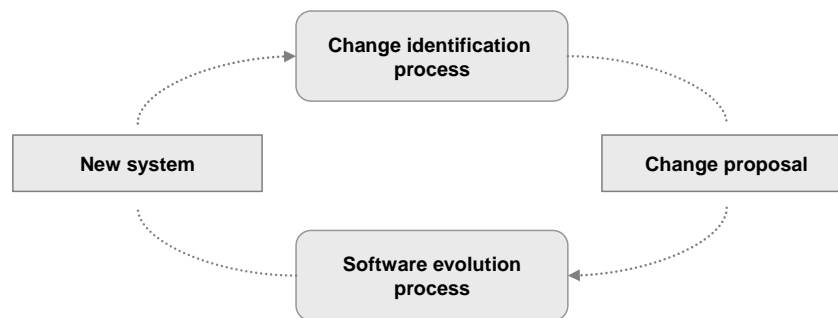 Change identification
process
New system
Change proposal
Software evolution
process